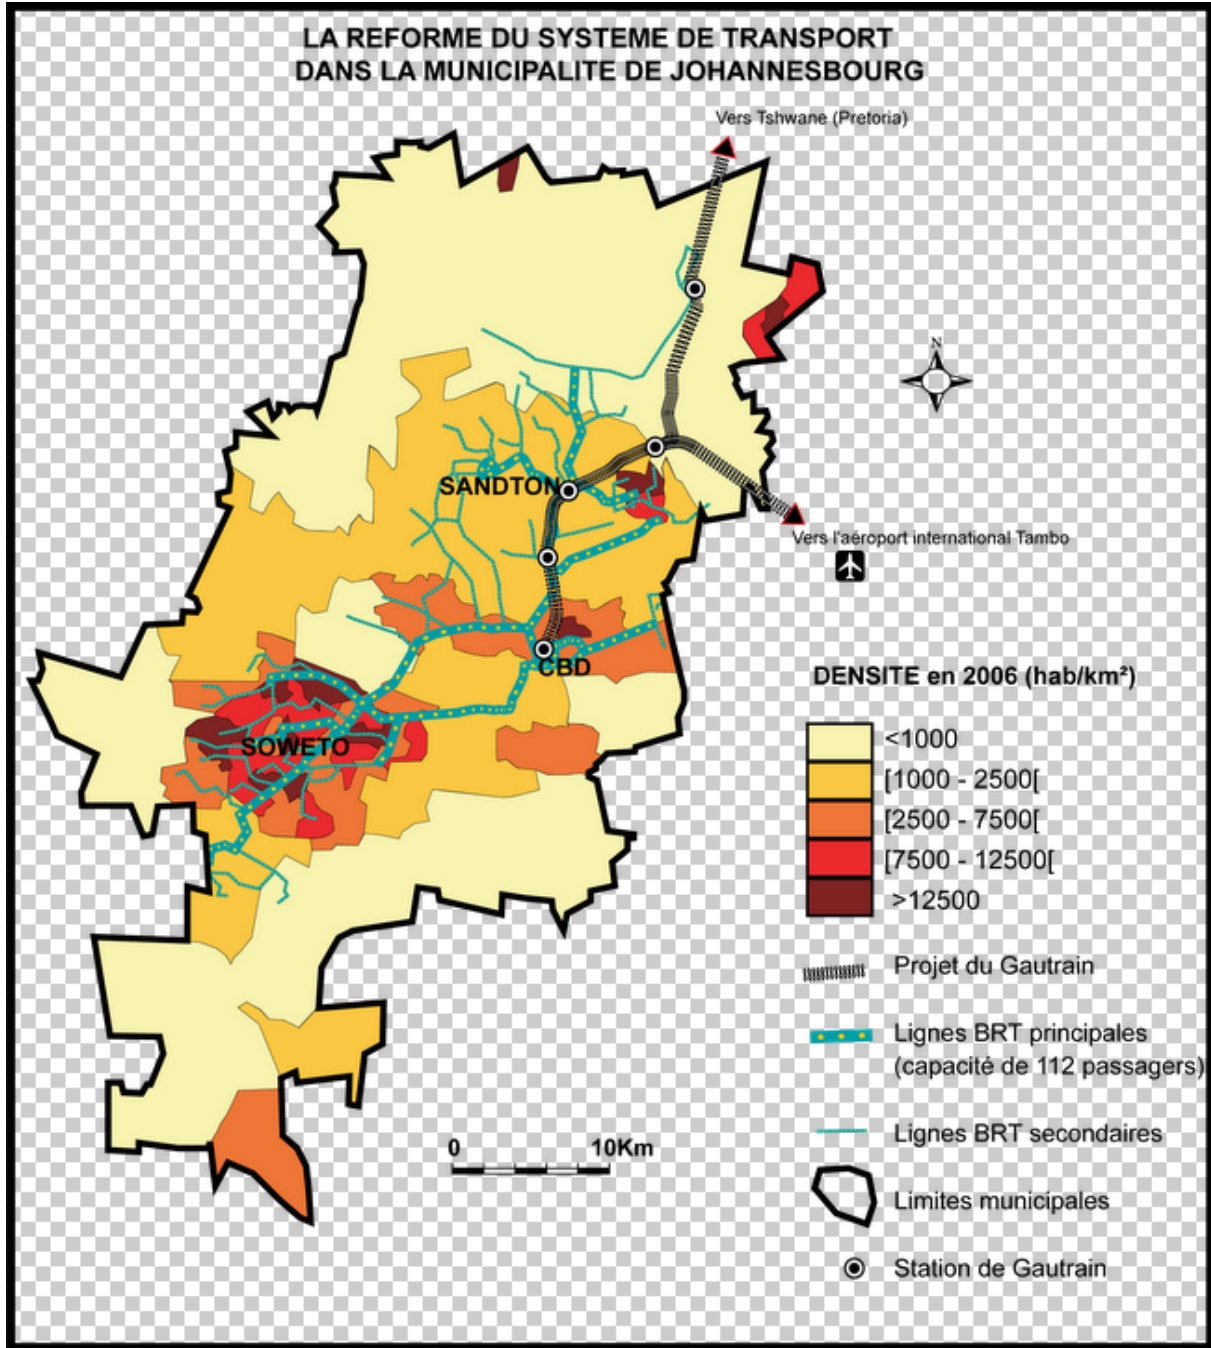 LA REFORME DU SYSTEME DE TRANSPORT
DANS LA MUNICIPALITE DE JOHANNESBOURG
Vers Tshwane (Pretoria)
N
SANDTON
Vers l'aéroport international Tambo
CBD
SOWETO
DENSITE en 2006 (hab/km²)
<1000
[1000 - 2500[
[2500 - 7500[
[7500 - 12500[
>12500
Projet du Gautrain
Lignes BRT principales
(capacité de 112 passagers)
Lignes BRT secondaires
0 10Km
Limites municipales
Station de Gautrain